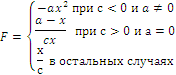 F = { −ax² при c < 0 и a ≠ 0
(a − x)/(cx) при c > 0 и a = 0
x/c в остальных случаях